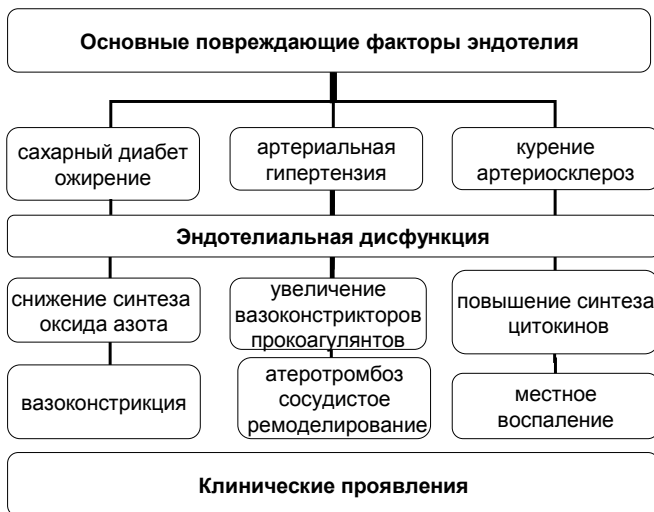 Основные повреждающие факторы эндотелия
сахарный диабет
ожирение
артериальная
гипертензия
курение
артериосклероз
Эндотелиальная дисфункция
снижение синтеза
оксида азота
увеличение
вазоконстрикторов
прокоагулянтов
повышение синтеза
цитокинов
вазоконстрикция
атеротромбоз
сосудистое
ремоделирование
местное
воспаление
Клинические проявления